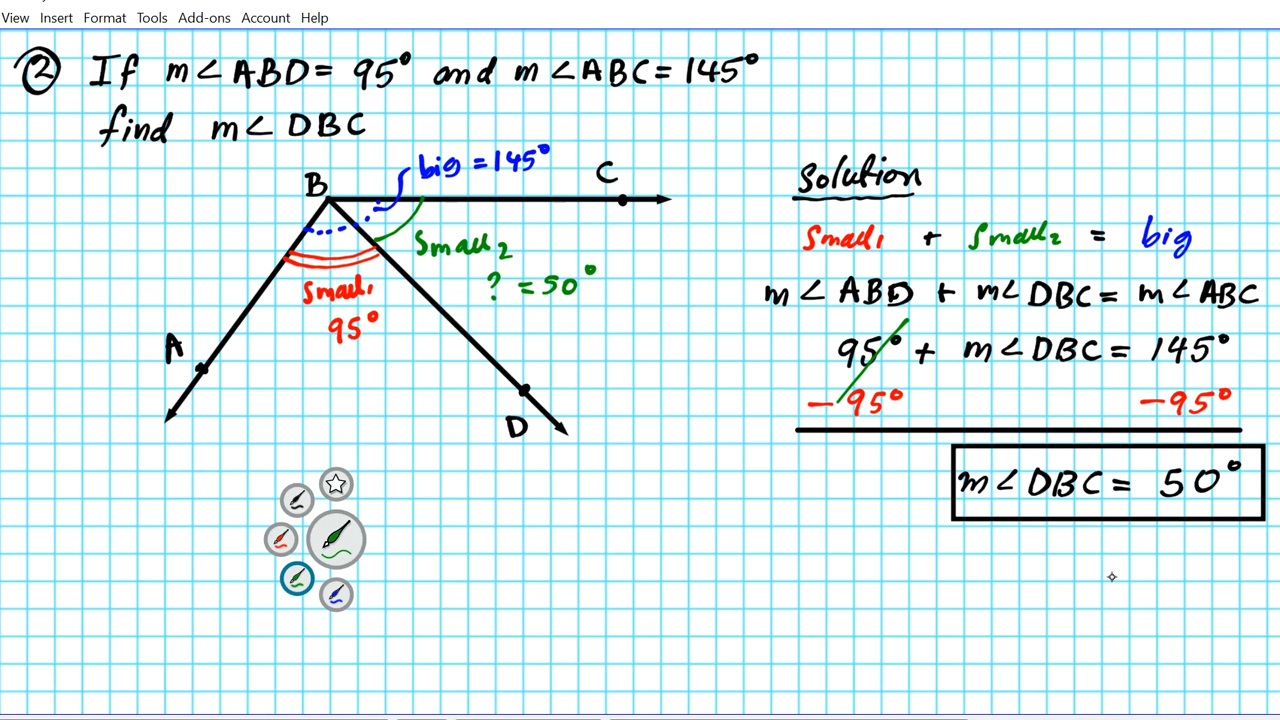 View Insert Format Tools Add-ons Account Help
② If m∠ABD = 95° and m∠ABC = 145°
find m∠DBC
big = 145°
B
C
Small₂
? = 50°
Small₁
95°
A
D
Solution
Small₁ + Small₂ = big
m∠ABD + m∠DBC = m∠ABC
95° + m∠DBC = 145°
-95° -95°
m∠DBC = 50°